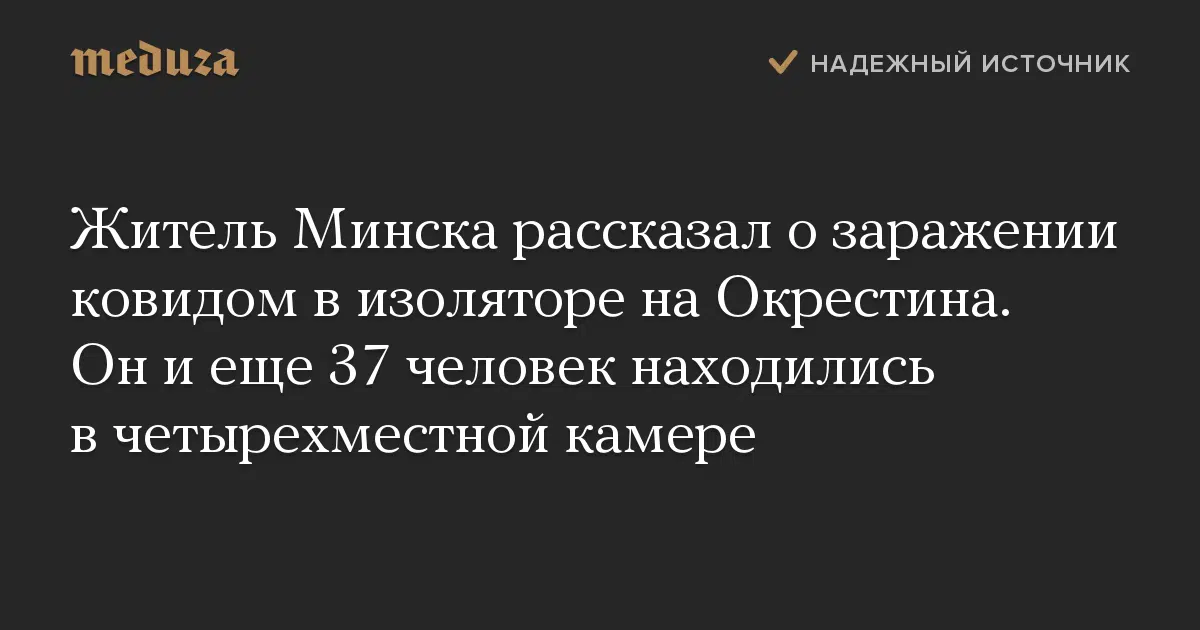 meduza
НАДЕЖНЫЙ ИСТОЧНИК
Житель Минска рассказал о заражении
ковидом в изоляторе на Окрестина.
Он и еще 37 человек находились
в четырехместной камере